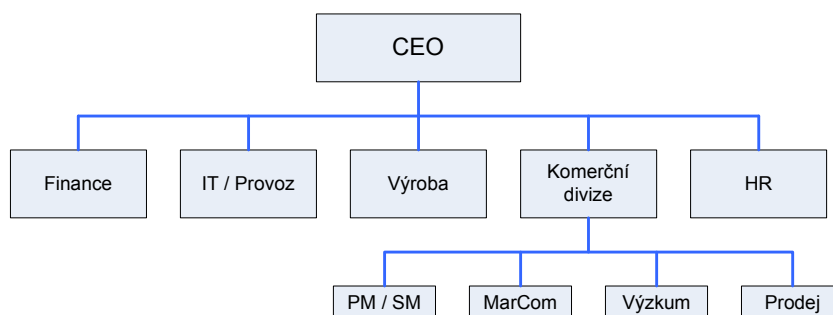 CEO
Finance
IT / Provoz
Výroba
Komerční
divize
HR
PM / SM
MarCom
Výzkum
Prodej